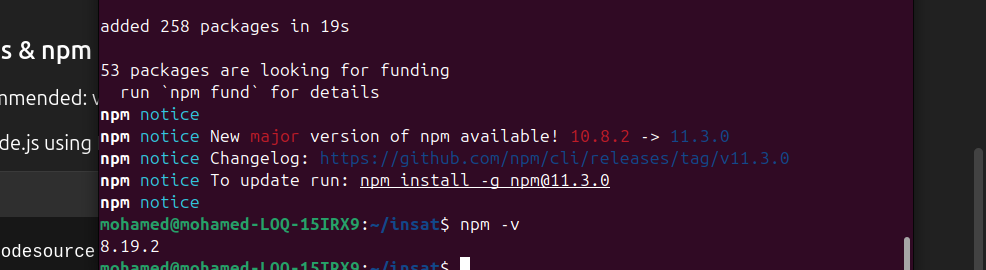 added 258 packages in 19s
s & npm
53 packages are looking for funding
run `npm fund` for details
mmended: v
npm notice
npm notice New major version of npm available! 10.8.2 -> 11.3.0
de.js using
npm notice Changelog: https://github.com/npm/cli/releases/tag/v11.3.0
npm notice To update run: npm install -g npm@11.3.0
npm notice
mohamed@mohamed-LOQ-15IRX9:~/insat$ npm -v
8.19.2
odesource
mohamed@mohamed-LOQ-15IRX9:~/insat$